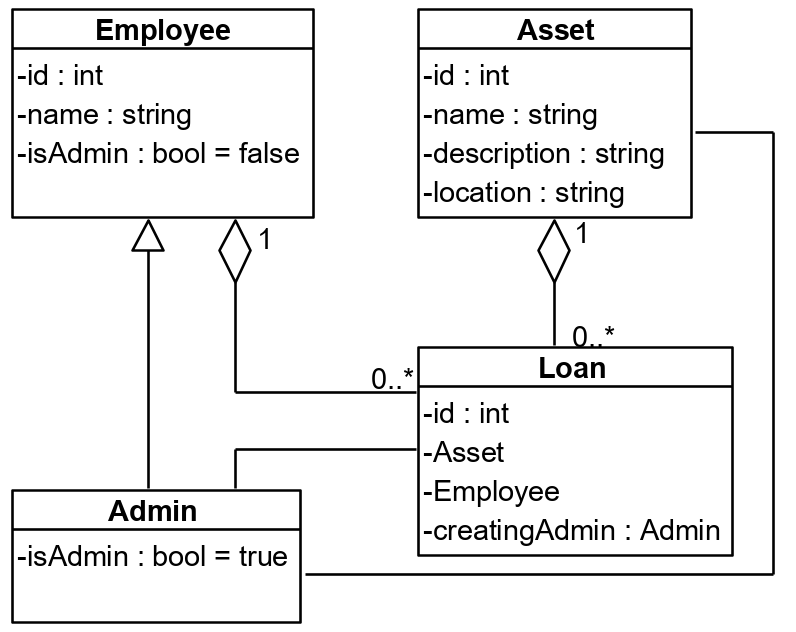 Employee
-id : int
-name : string
-isAdmin : bool = false
1
Asset
-id : int
-name : string
-description : string
-location : string
1
0..*
0..*
Loan
-id : int
-Asset
-Employee
-creatingAdmin : Admin
Admin
-isAdmin : bool = true